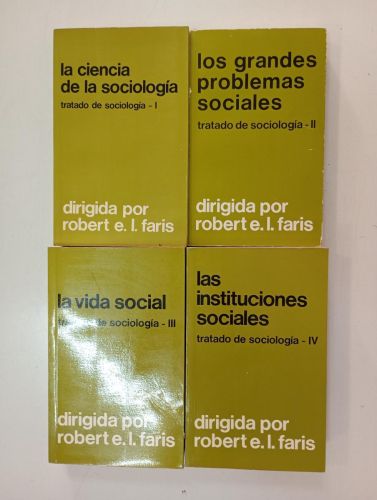 la ciencia
de la sociología
tratado de sociología - I
dirigida por
robert e. l. faris
los grandes
problemas
sociales
tratado de sociología - II
dirigida por
robert e. l. faris
la vida social
tratado de sociología - III
dirigida por
robert e. l. faris
las
instituciones
sociales
tratado de sociología - IV
dirigida por
robert e. l. faris